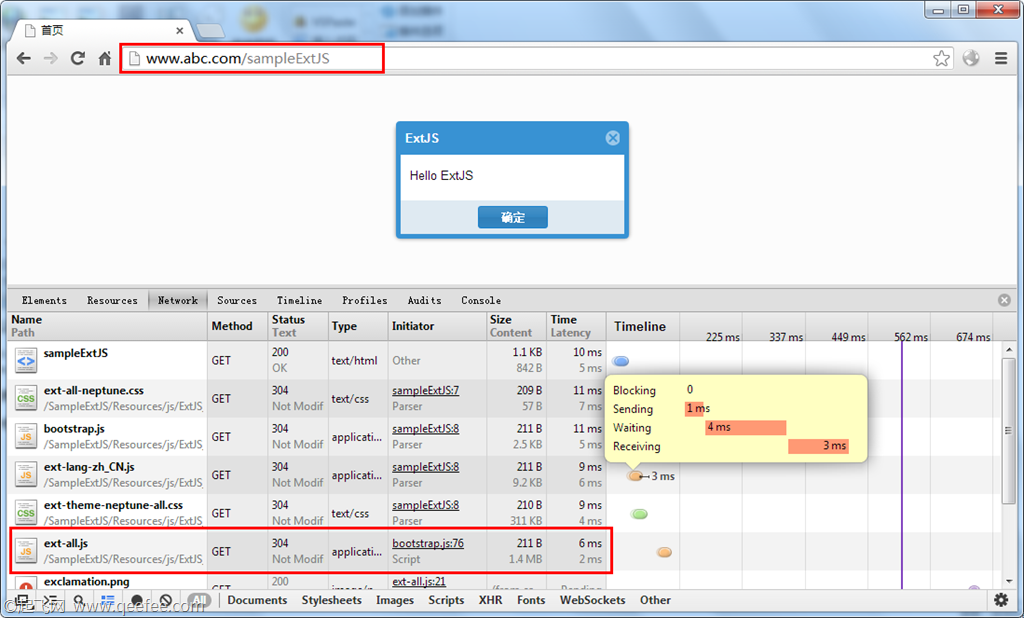 首页
www.abc.com/sampleExtJS
ExtJS
Hello ExtJS
确定
Elements Resources Network Sources Timeline Profiles Audits Console
Name Method Status Type Initiator Size Time Timeline
Path Text Content Latency
225 ms 337 ms 449 ms 562 ms 674 ms
sampleExtJS GET 200 text/html Other 1.1 KB 10 ms
OK 842 B 5 ms
ext-all-neptune.css GET 304 text/css sampleExtJS:7 209 B 11 ms
/SampleExtJS/Resources/js/ExtJS Not Modif Parser 57 B 7 ms
bootstrap.js GET 304 applicati... sampleExtJS:8 211 B 11 ms
/SampleExtJS/Resources/js/ExtJS Not Modif Parser 2.5 KB 5 ms
ext-lang-zh_CN.js GET 304 applicati... sampleExtJS:8 211 B 9 ms
/SampleExtJS/Resources/js/ExtJS Not Modif Parser 9.2 KB 6 ms
ext-theme-neptune-all.css GET 304 text/css sampleExtJS:8 210 B 9 ms
/SampleExtJS/Resources/js/ExtJS Not Modif Parser 311 KB 4 ms
ext-all.js GET 304 applicati... bootstrap.js:76 211 B 6 ms
/SampleExtJS/Resources/js/ExtJS Not Modif Script 1.4 MB 2 ms
exclamation.png 200 ext-all.js:21
Blocking 0
Sending 1 ms
Waiting 4 ms
Receiving 3 ms
3 ms
All Documents Stylesheets Images Scripts XHR Fonts WebSockets Other
www.qeefee.com